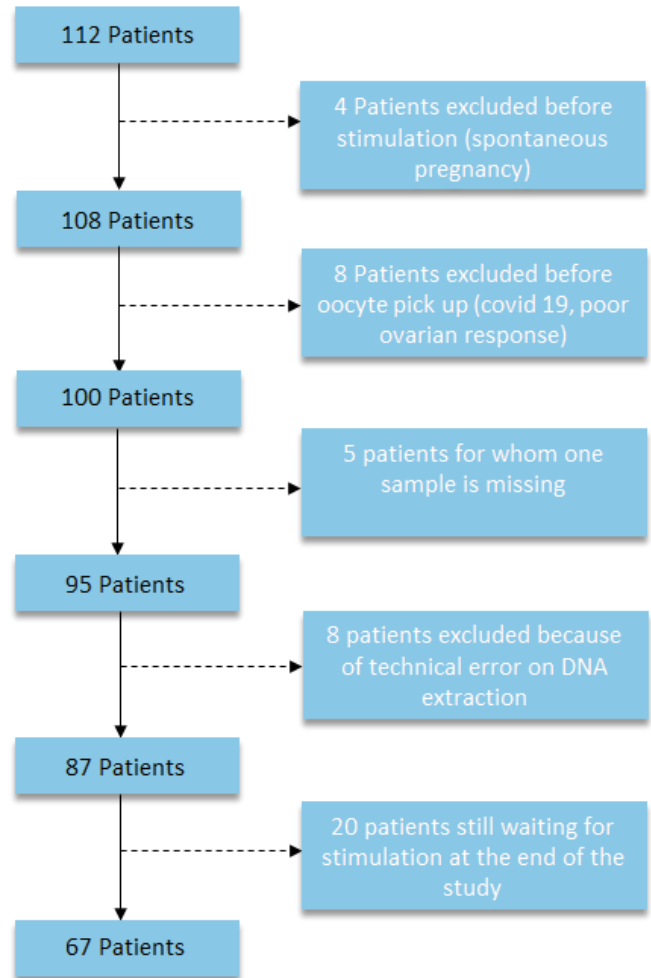 112 Patients
4 Patients excluded before
stimulation (spontaneous
pregnancy)
108 Patients
8 Patients excluded before
oocyte pick up (covid 19, poor
ovarian response)
100 Patients
5 patients for whom one
sample is missing
95 Patients
8 patients excluded because
of technical error on DNA
extraction
87 Patients
20 patients still waiting for
stimulation at the end of the
study
67 Patients